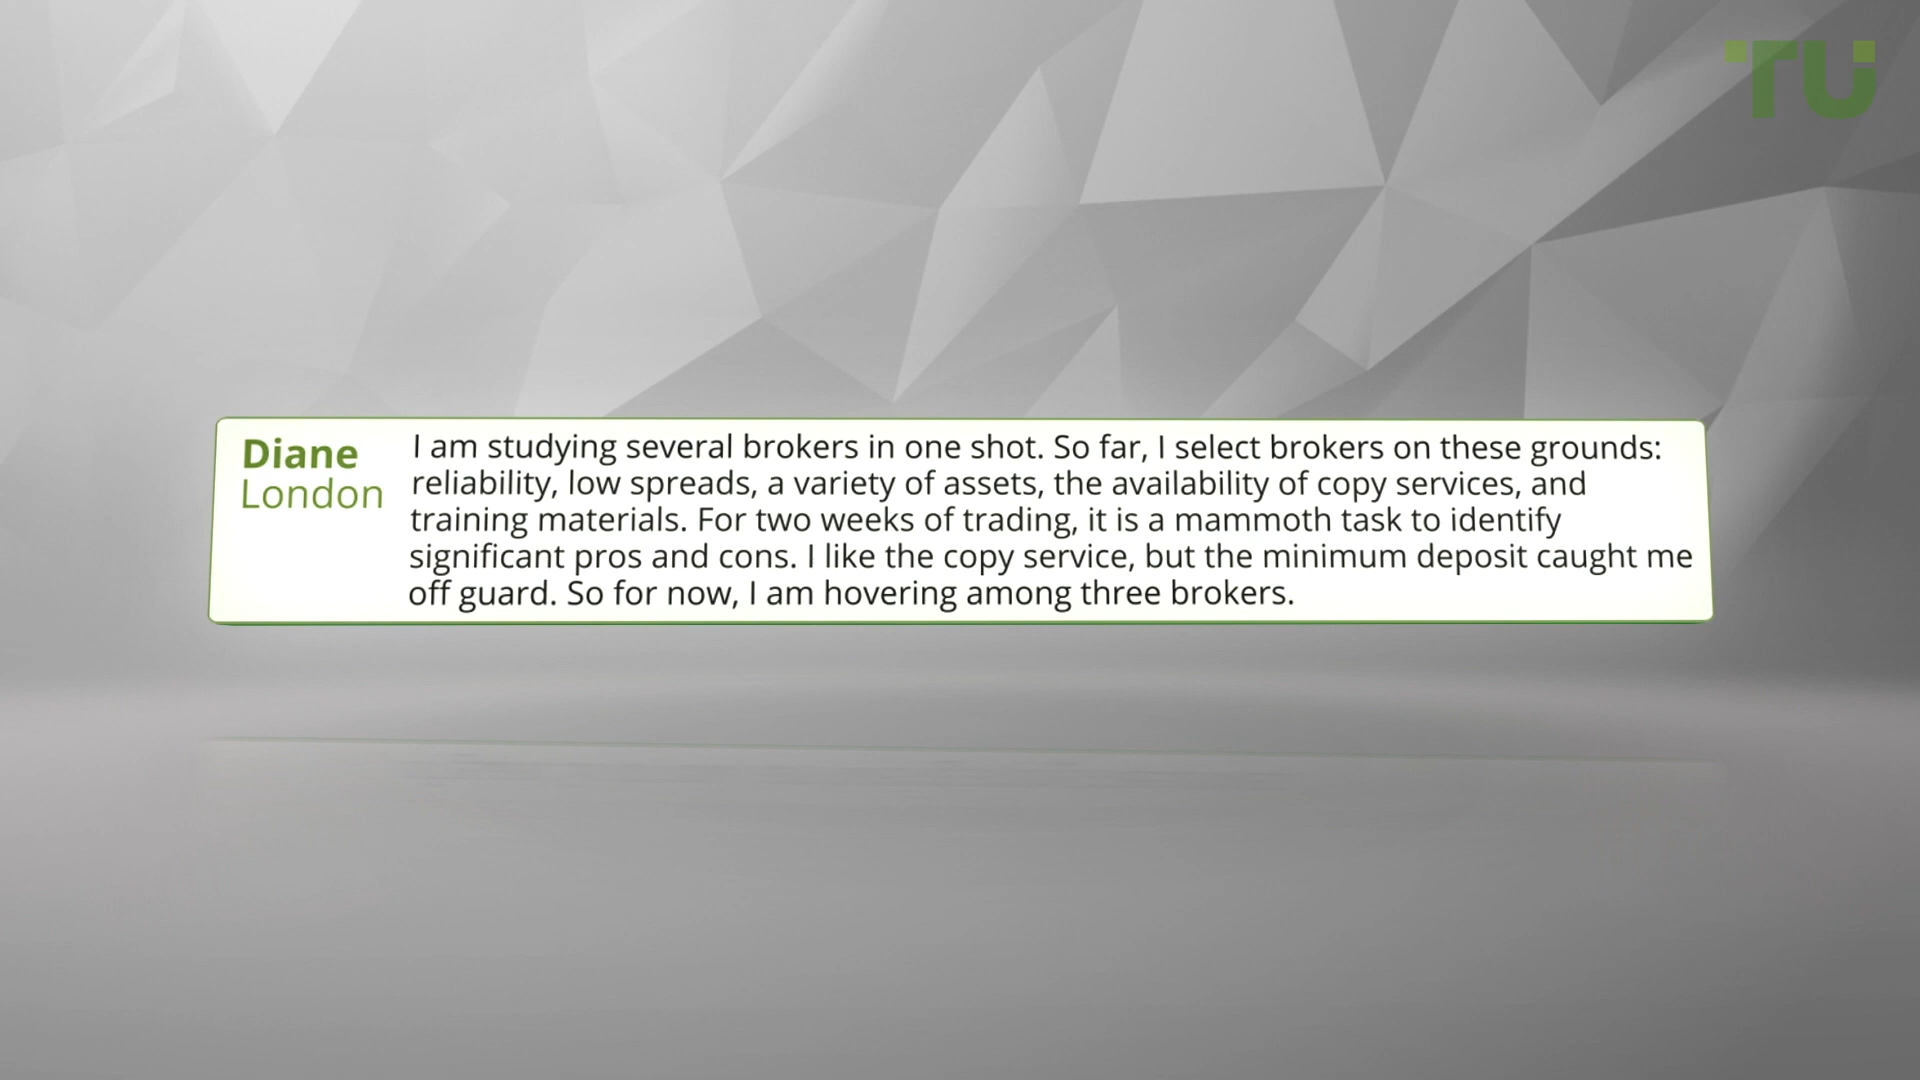 TU
Diane
London
I am studying several brokers in one shot. So far, I select brokers on these grounds:
reliability, low spreads, a variety of assets, the availability of copy services, and
training materials. For two weeks of trading, it is a mammoth task to identify
significant pros and cons. I like the copy service, but the minimum deposit caught me
off guard. So for now, I am hovering among three brokers.